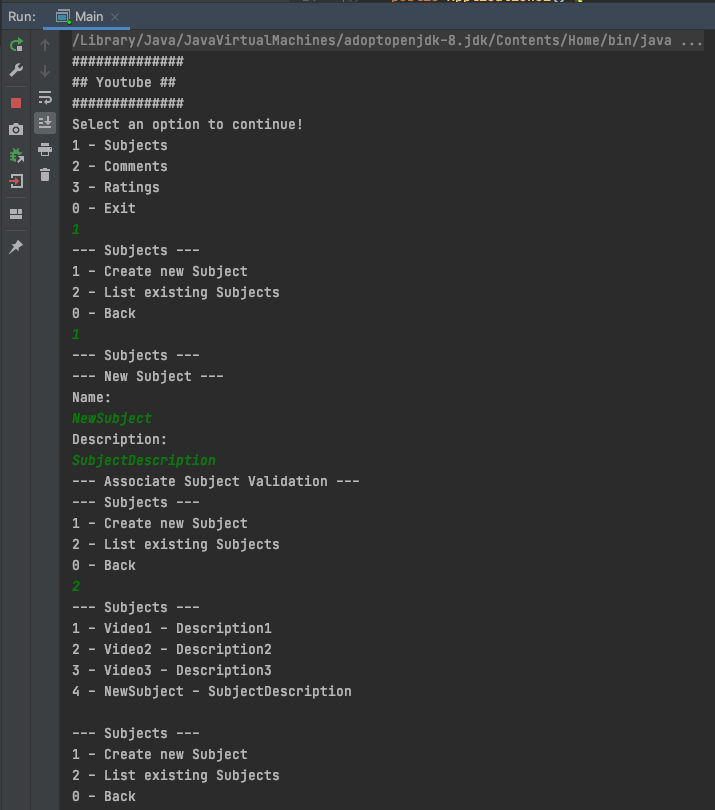 public Application2() {
Run: Main ×
/Library/Java/JavaVirtualMachines/adoptopenjdk-8.jdk/Contents/Home/bin/java ...
##############
## Youtube ##
##############
Select an option to continue!
1 - Subjects
2 - Comments
3 - Ratings
0 - Exit
1
--- Subjects ---
1 - Create new Subject
2 - List existing Subjects
0 - Back
1
--- Subjects ---
--- New Subject ---
Name:
NewSubject
Description:
SubjectDescription
--- Associate Subject Validation ---
--- Subjects ---
1 - Create new Subject
2 - List existing Subjects
0 - Back
2
--- Subjects ---
1 - Video1 - Description1
2 - Video2 - Description2
3 - Video3 - Description3
4 - NewSubject - SubjectDescription
--- Subjects ---
1 - Create new Subject
2 - List existing Subjects
0 - Back